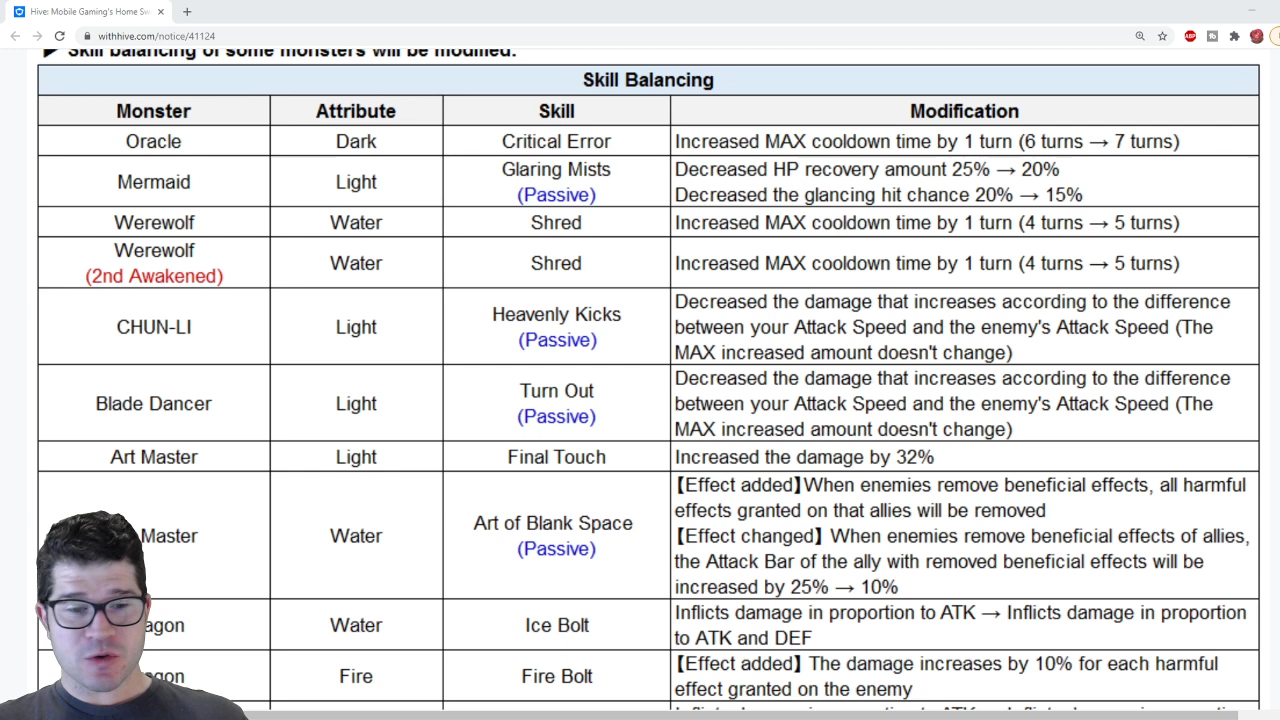 Hive: Mobile Gaming's Home Sw
withhive.com/notice/41124
ABP
Skill balancing of some monsters will be modified.
Skill Balancing
Monster Attribute Skill Modification
Oracle Dark Critical Error Increased MAX cooldown time by 1 turn (6 turns → 7 turns)
Mermaid Light Glaring Mists (Passive) Decreased HP recovery amount 25% → 20%
Decreased the glancing hit chance 20% → 15%
Werewolf Water Shred Increased MAX cooldown time by 1 turn (4 turns → 5 turns)
Werewolf
(2nd Awakened) Water Shred Increased MAX cooldown time by 1 turn (4 turns → 5 turns)
CHUN-LI Light Heavenly Kicks
(Passive)
Decreased the damage that increases according to the difference
between your Attack Speed and the enemy's Attack Speed (The
MAX increased amount doesn't change)
Blade Dancer Light Turn Out
(Passive)
Decreased the damage that increases according to the difference
between your Attack Speed and the enemy's Attack Speed (The
MAX increased amount doesn't change)
Art Master Light Final Touch Increased the damage by 32%
Master Water Art of Blank Space
(Passive)
【Effect added】When enemies remove beneficial effects, all harmful
effects granted on that allies will be removed
【Effect changed】 When enemies remove beneficial effects of allies,
the Attack Bar of the ally with removed beneficial effects will be
increased by 25% → 10%
agon Water Ice Bolt Inflicts damage in proportion to ATK → Inflicts damage in proportion
to ATK and DEF
gon Fire Fire Bolt 【Effect added】 The damage increases by 10% for each harmful
effect granted on the enemy